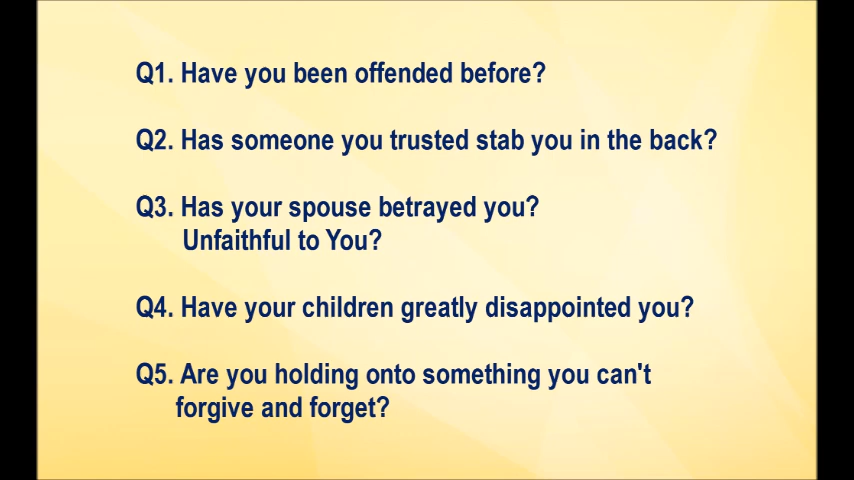 Q1. Have you been offended before?
Q2. Has someone you trusted stab you in the back?
Q3. Has your spouse betrayed you?
Unfaithful to You?
Q4. Have your children greatly disappointed you?
Q5. Are you holding onto something you can't
forgive and forget?